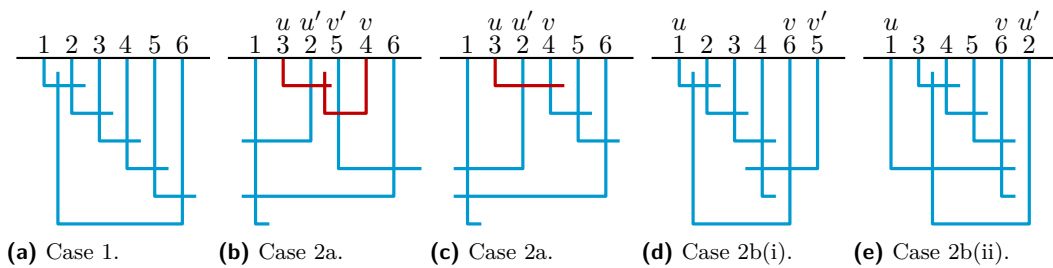 u
1 2 3 4 5 6
(a) Case 1.
u u′ v′ v
1 3 2 5 4 6
(b) Case 2a.
u u′ v
1 3 2 4 5 6
(c) Case 2a.
u v v′
1 2 3 4 6 5
(d) Case 2b(i).
u v u′
1 3 4 5 6 2
(e) Case 2b(ii).